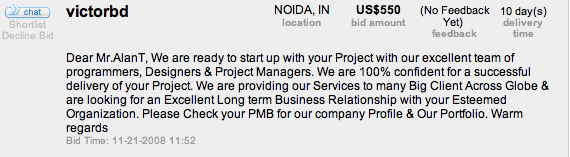 chat
Shortlist
Decline Bid
victorbd
NOIDA, IN
location
US$550
bid amount
(No Feedback
Yet)
feedback
10 day(s)
delivery
time
Dear Mr.AlanT, We are ready to start up with your Project with our excellent team of
programmers, Designers & Project Managers. We are 100% confident for a successful
delivery of your Project. We are providing our Services to many Big Client Across Globe &
are looking for an Excellent Long term Business Relationship with your Esteemed
Organization. Please Check your PMB for our company Profile & Our Portfolio. Warm
regards
Bid Time: 11-21-2008 11:52